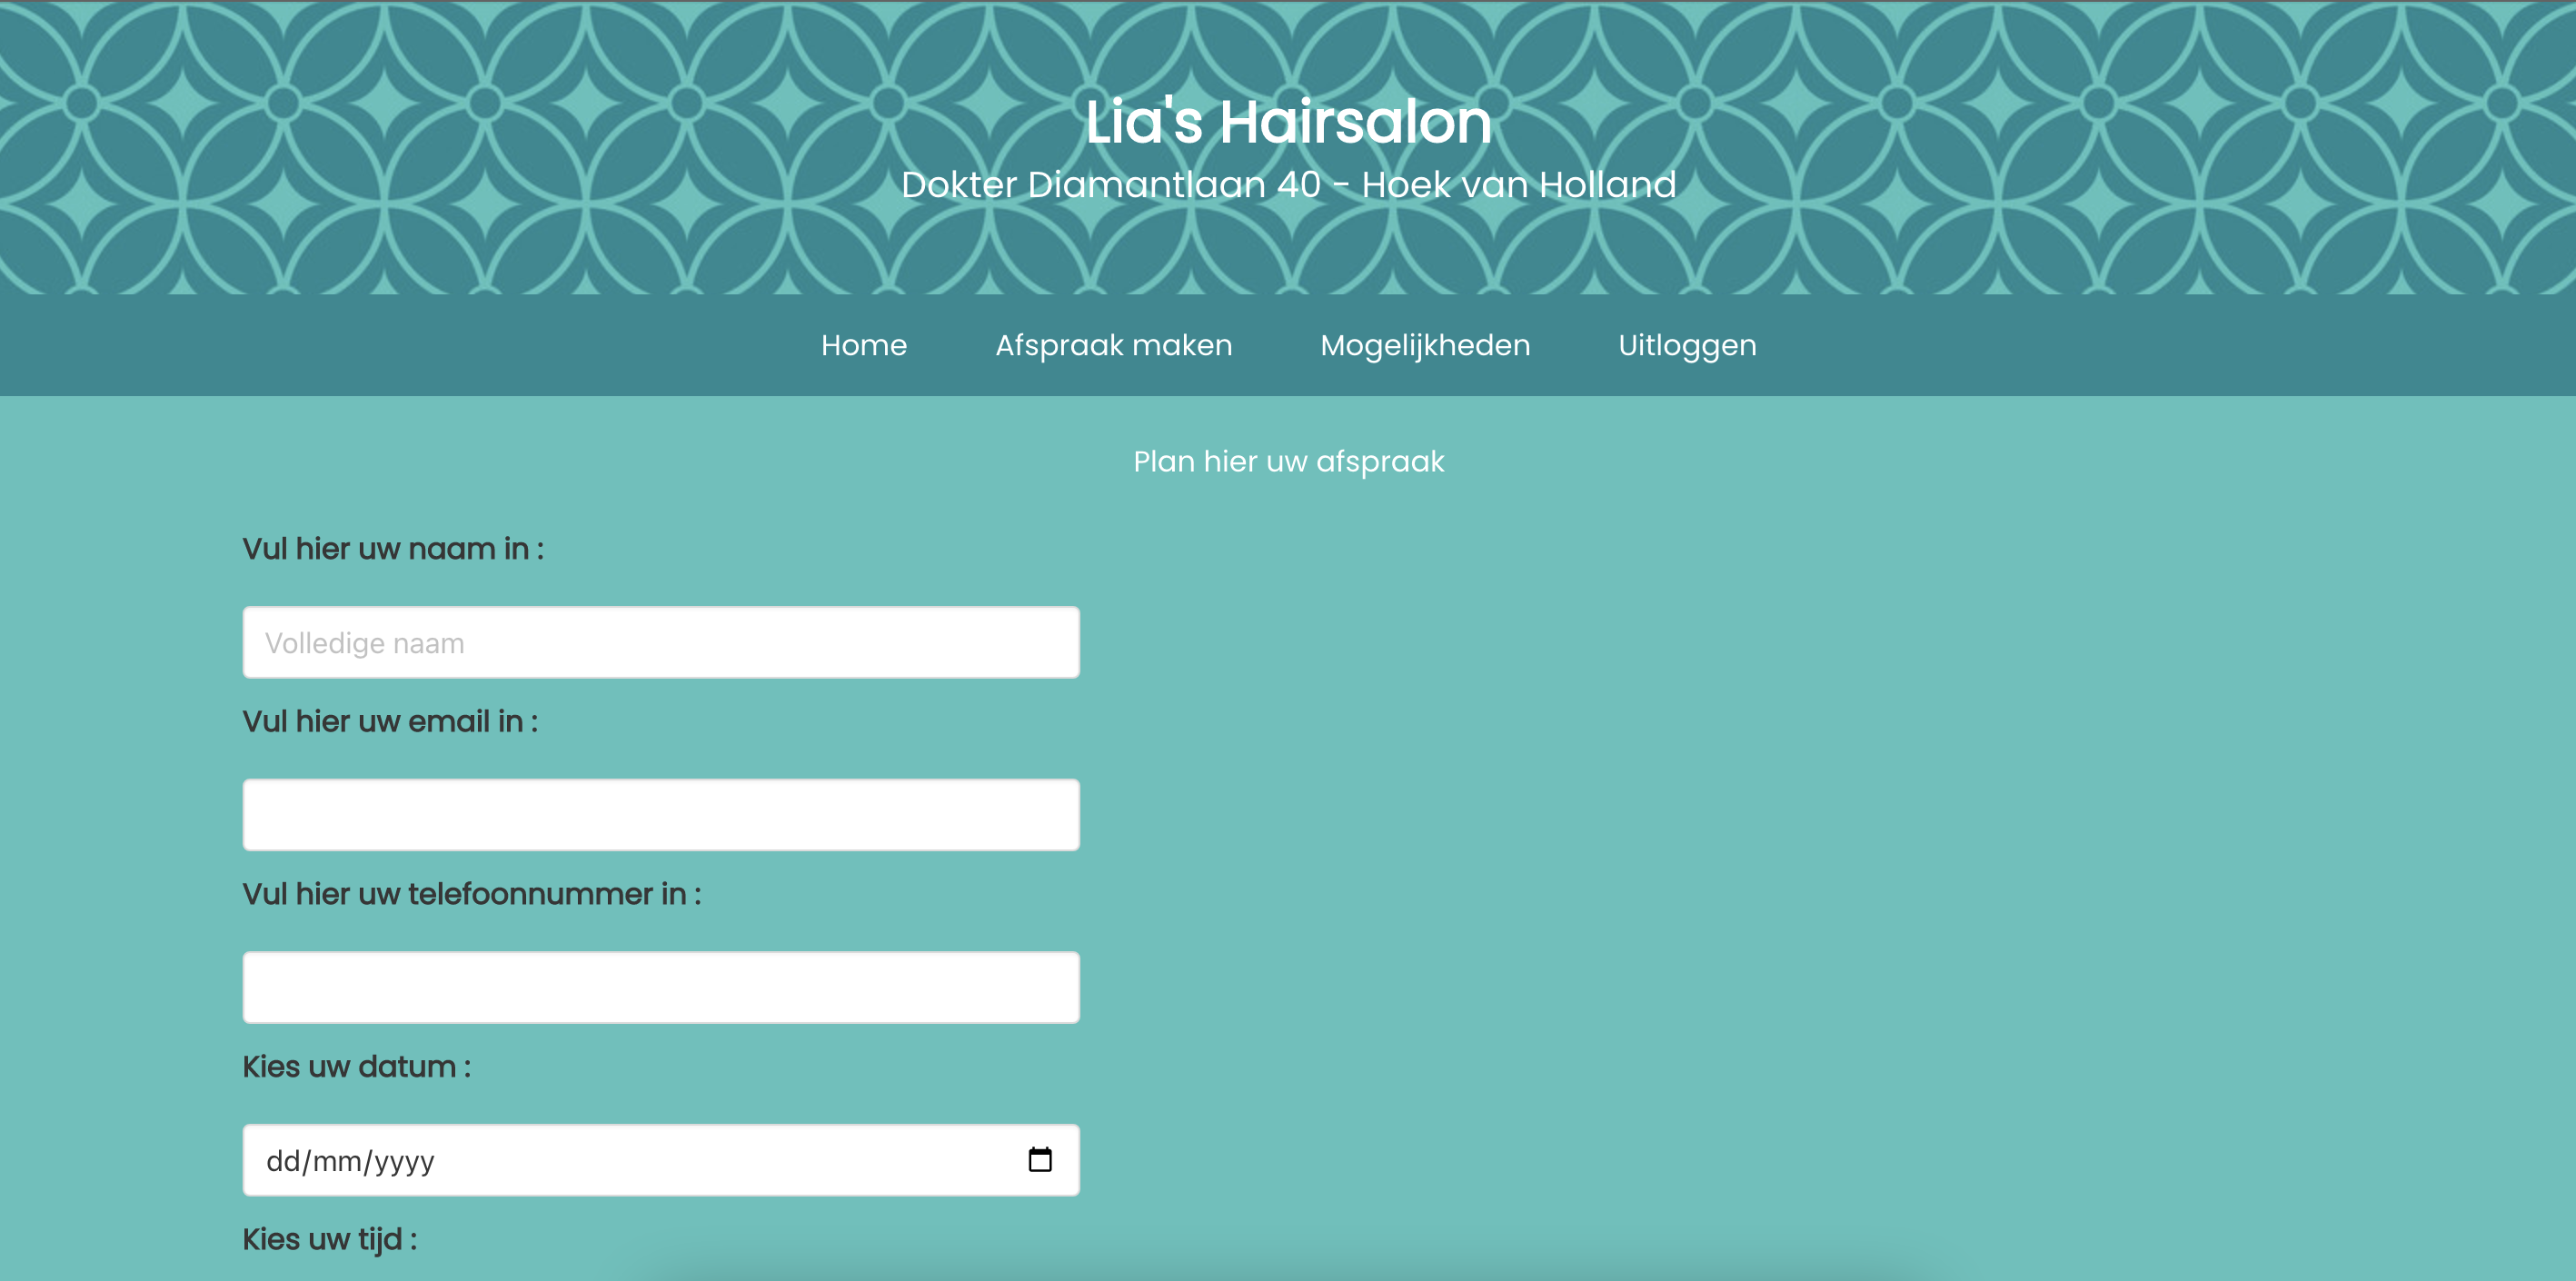 Lia's Hairsalon
Dokter Diamantlaan 40 - Hoek van Holland
Home Afspraak maken Mogelijkheden Uitloggen
Plan hier uw afspraak
Vul hier uw naam in :
Volledige naam
Vul hier uw email in :
Vul hier uw telefoonnummer in :
Kies uw datum :
dd/mm/yyyy
Kies uw tijd :